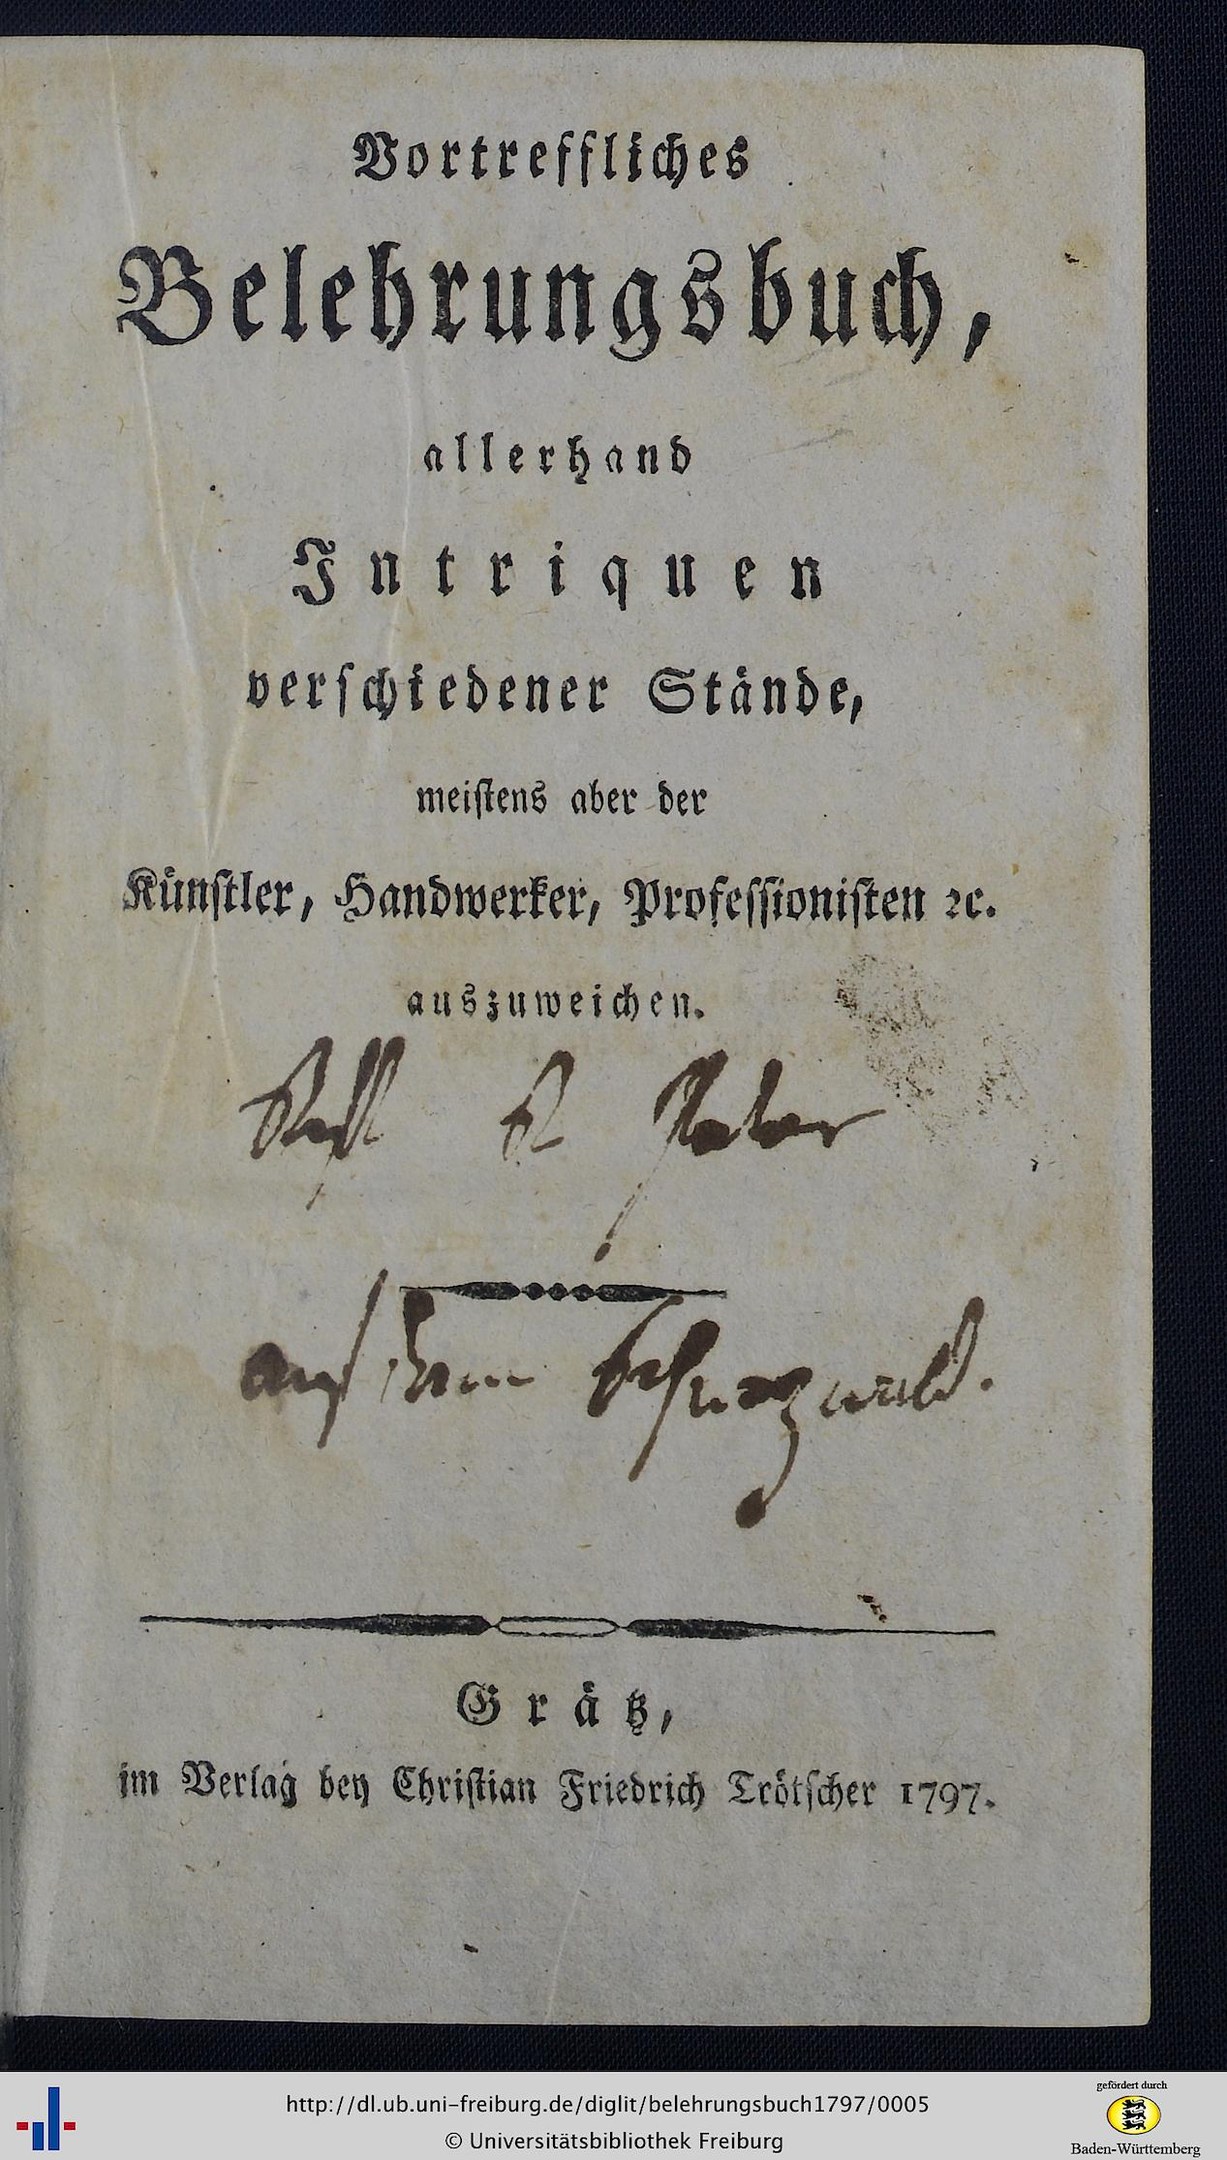 Vortreffliches
Belehrungsbuch,
allerhand
Intriquen
verschiedener Stände,
meistens aber der
Künstler, Handwerker, Professionisten ꝛc.
auszuweichen.
auß dem Schwarzwald.
Grätz,
im Verlag bey Christian Friedrich Trötscher 1797.
http://dl.ub.uni-freiburg.de/diglit/belehrungsbuch1797/0005
© Universitätsbibliothek Freiburg
gefördert durch
Baden-Württemberg